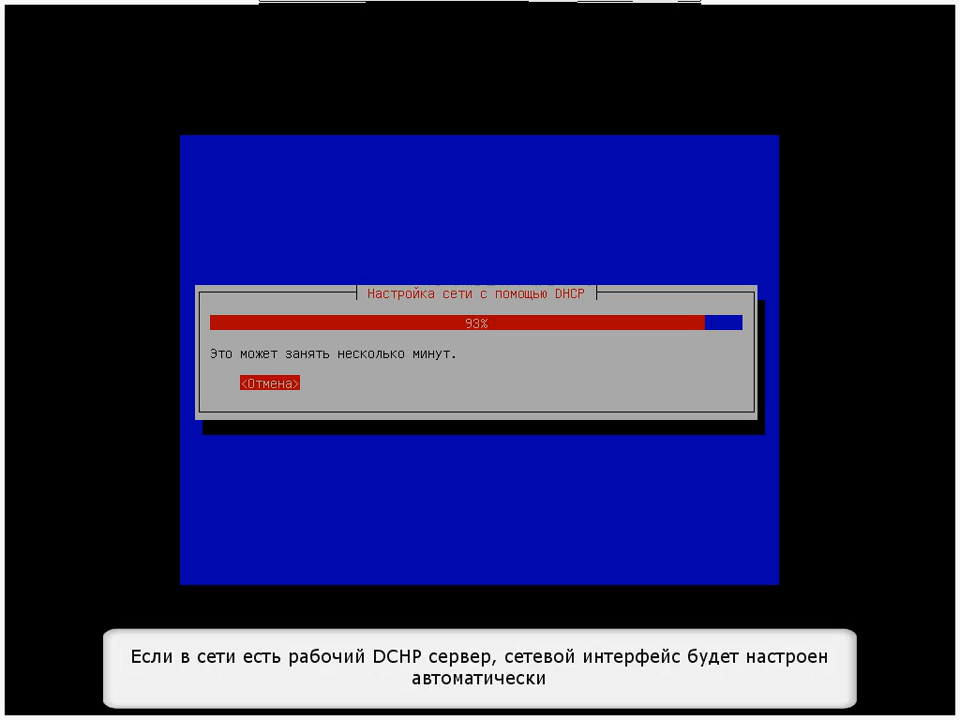 Настройка сети с помощью DHCP
93%
Это может занять несколько минут.
<Отмена>
Если в сети есть рабочий DCHP сервер, сетевой интерфейс будет настроен
автоматически